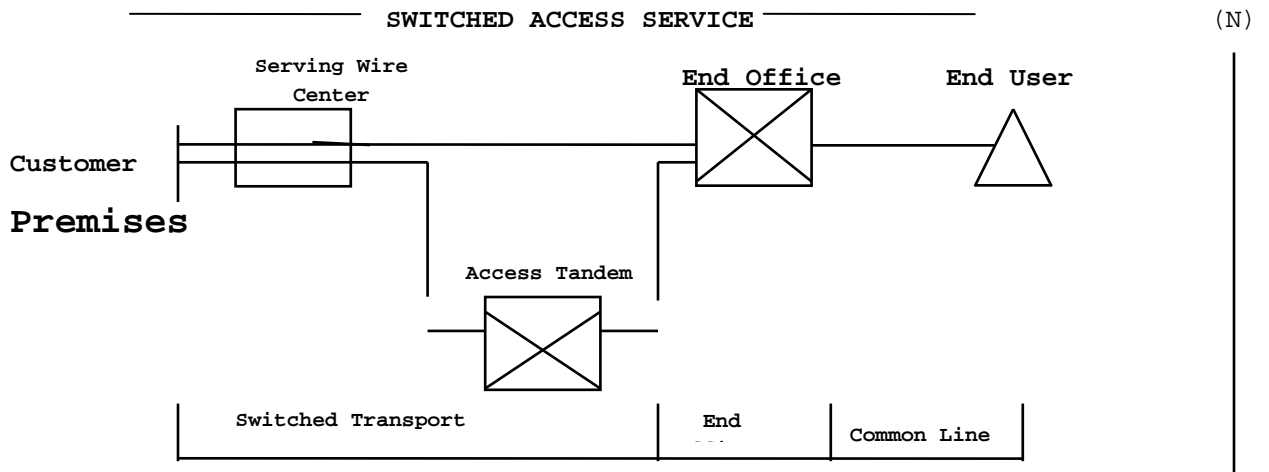 SWITCHED ACCESS SERVICE
(N)
Serving Wire
Center
End Office
End User
Customer
Premises
Access Tandem
Switched Transport
End
Common Line